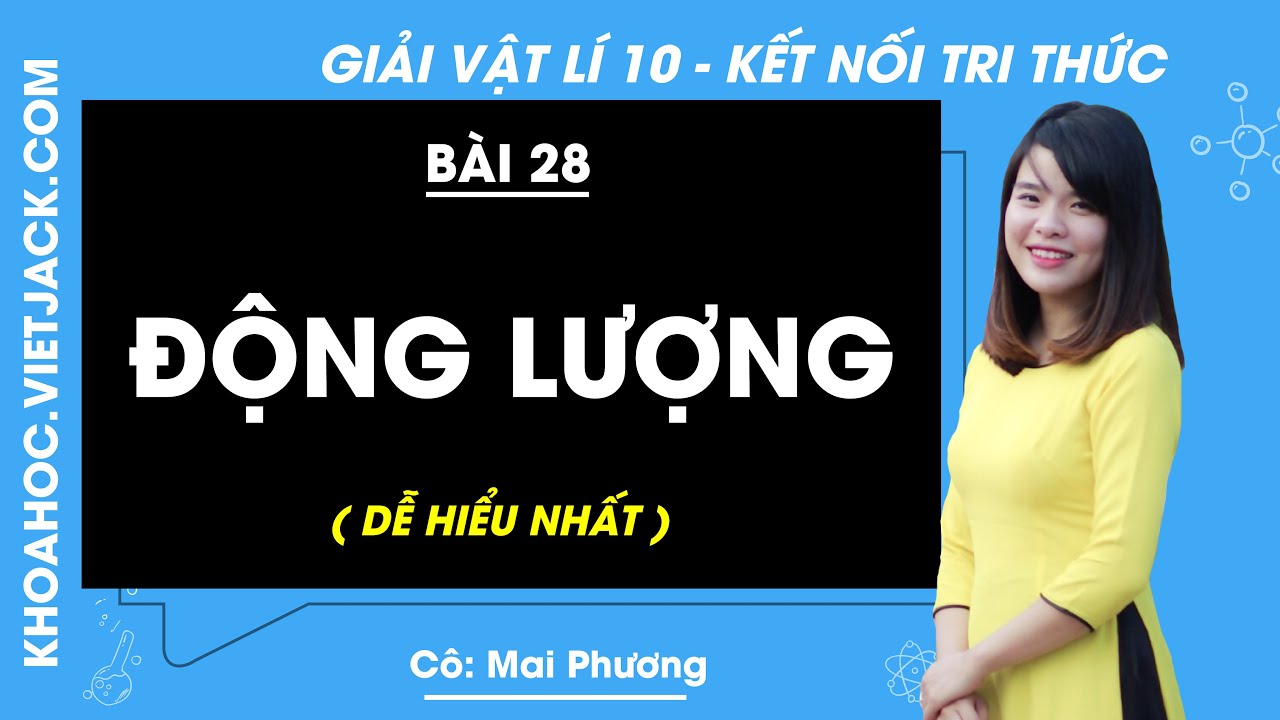 GIẢI VẬT LÍ 10 - KẾT NỐI TRI THỨC
KHOAHOC.VIETJACK.COM
BÀI 28
ĐỘNG LƯỢNG
( DỄ HIỂU NHẤT )
Cô: Mai Phương